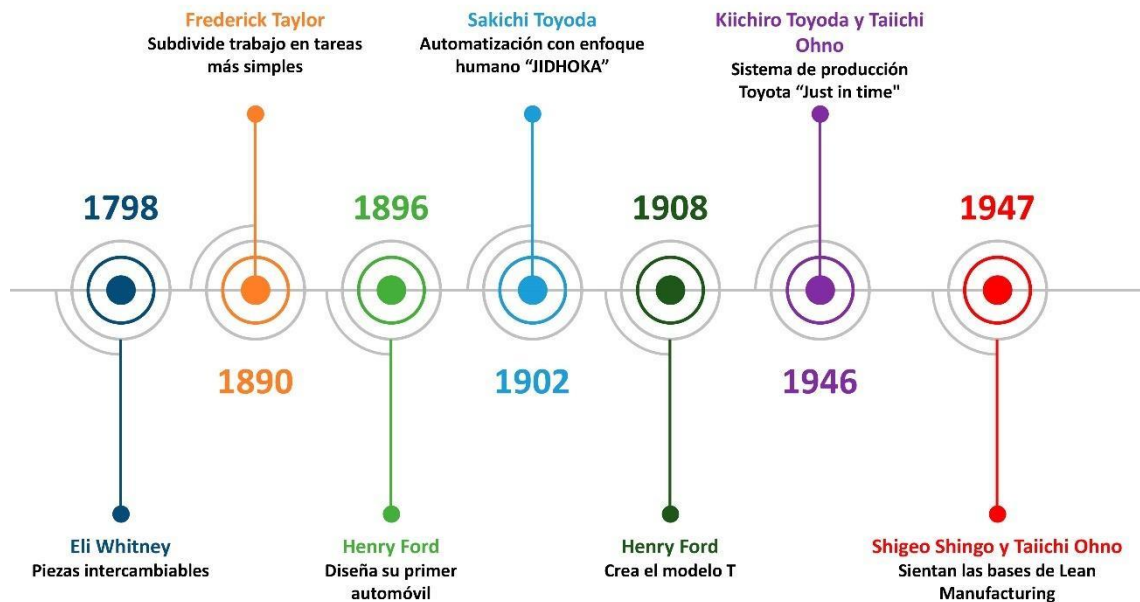 Frederick Taylor
Subdivide trabajo en tareas
más simples
Sakichi Toyoda
Automatización con enfoque
humano “JIDHOKA”
Kiichiro Toyoda y Taiichi
Ohno
Sistema de producción
Toyota “Just in time"
1798
1896
1908
1947
1890
1902
1946
Eli Whitney
Piezas intercambiables
Henry Ford
Diseña su primer
automóvil
Henry Ford
Crea el modelo T
Shigeo Shingo y Taiichi Ohno
Sientan las bases de Lean
Manufacturing